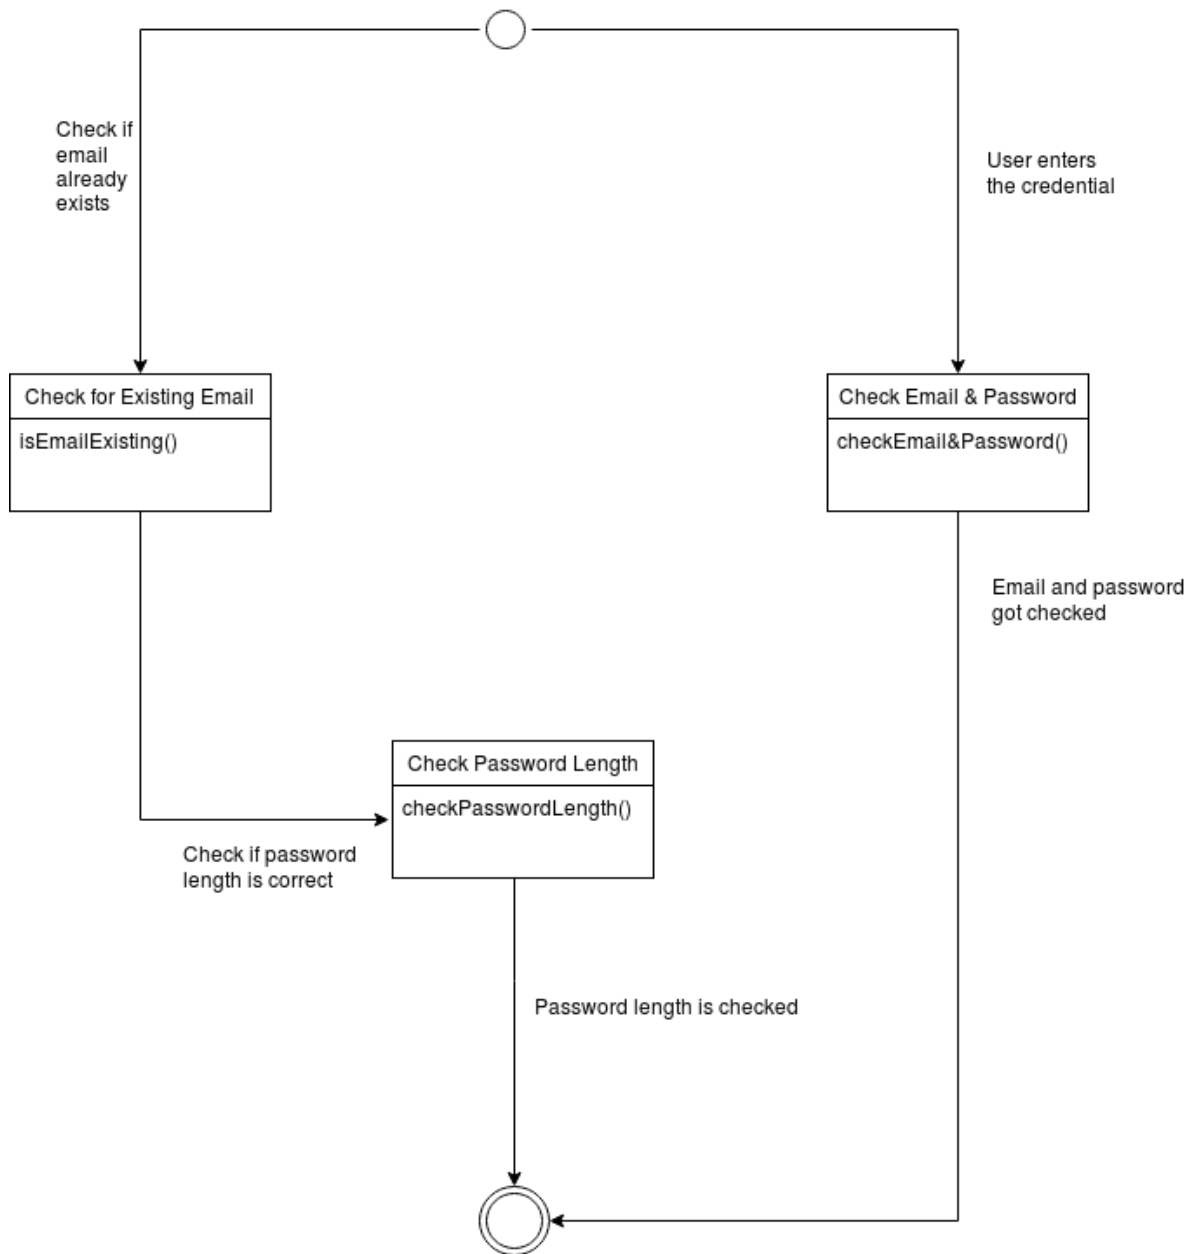 Check if
email
already
exists
User enters
the credential
Check for Existing Email
isEmailExisting()
Check Email & Password
checkEmail&Password()
Email and password
got checked
Check Password Length
checkPasswordLength()
Check if password
length is correct
Password length is checked